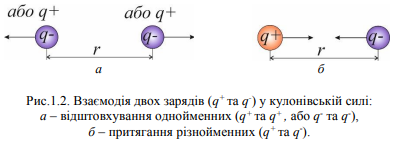 або q+ або q+
q- q- q+ q-
r r
а б
Рис.1.2. Взаємодія двох зарядів (q⁺ та q⁻) у кулонівській силі:
а – відштовхування однойменних (q⁺ та q⁺, або q⁻ та q⁻),
б – притягання різнойменних (q⁺ та q⁻).